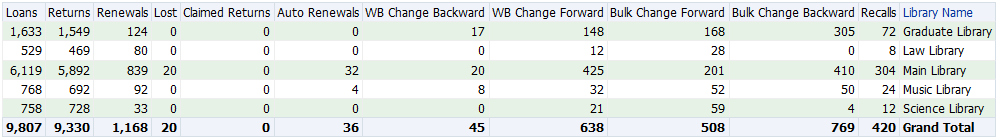 Loans Returns Renewals Lost Claimed Returns Auto Renewals WB Change Backward WB Change Forward Bulk Change Forward Bulk Change Backward Recalls Library Name
1,633 1,549 124 0 0 0 17 148 168 305 72 Graduate Library
529 469 80 0 0 0 0 12 28 0 8 Law Library
6,119 5,892 839 20 0 32 20 425 201 410 304 Main Library
768 692 92 0 0 4 8 32 52 50 24 Music Library
758 728 33 0 0 0 0 21 59 4 12 Science Library
9,807 9,330 1,168 20 0 36 45 638 508 769 420 Grand Total